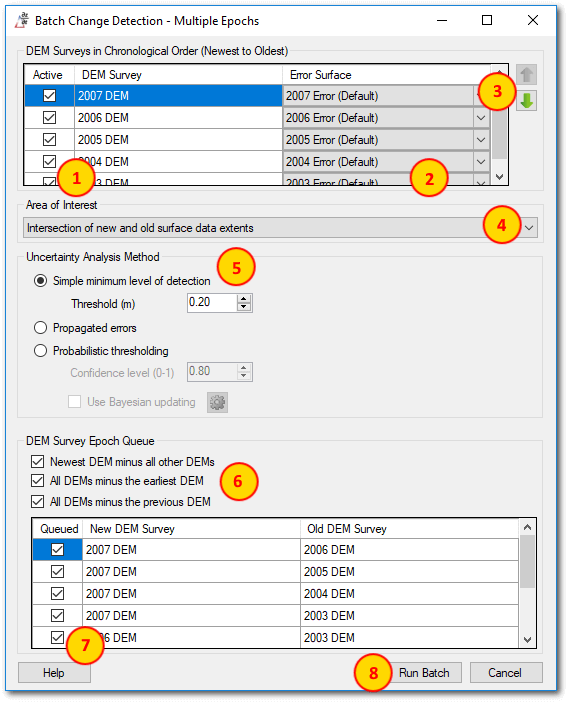 Batch Change Detection - Multiple Epochs
DEM Surveys in Chronological Order (Newest to Oldest)
Active DEM Survey Error Surface
2007 DEM 2007 Error (Default)
3
2006 DEM 2006 Error (Default)
2005 DEM 2005 Error (Default)
2004 DEM 2004 Error (Default)
1 3 DEM 2003 Error (Default) 2
Area of Interest
Intersection of new and old surface data extents 4
Uncertainty Analysis Method 5
Simple minimum level of detection
Threshold (m) 0.20
Propagated errors
Probabilistic thresholding
Confidence level (0-1) 0.80
Use Bayesian updating
DEM Survey Epoch Queue
Newest DEM minus all other DEMs
All DEMs minus the earliest DEM 6
All DEMs minus the previous DEM
Queued New DEM Survey Old DEM Survey
2007 DEM 2006 DEM
2007 DEM 2005 DEM
2007 DEM 2004 DEM
2007 DEM 2003 DEM
7 6 DEM 2003 DEM
Help 8 Run Batch Cancel